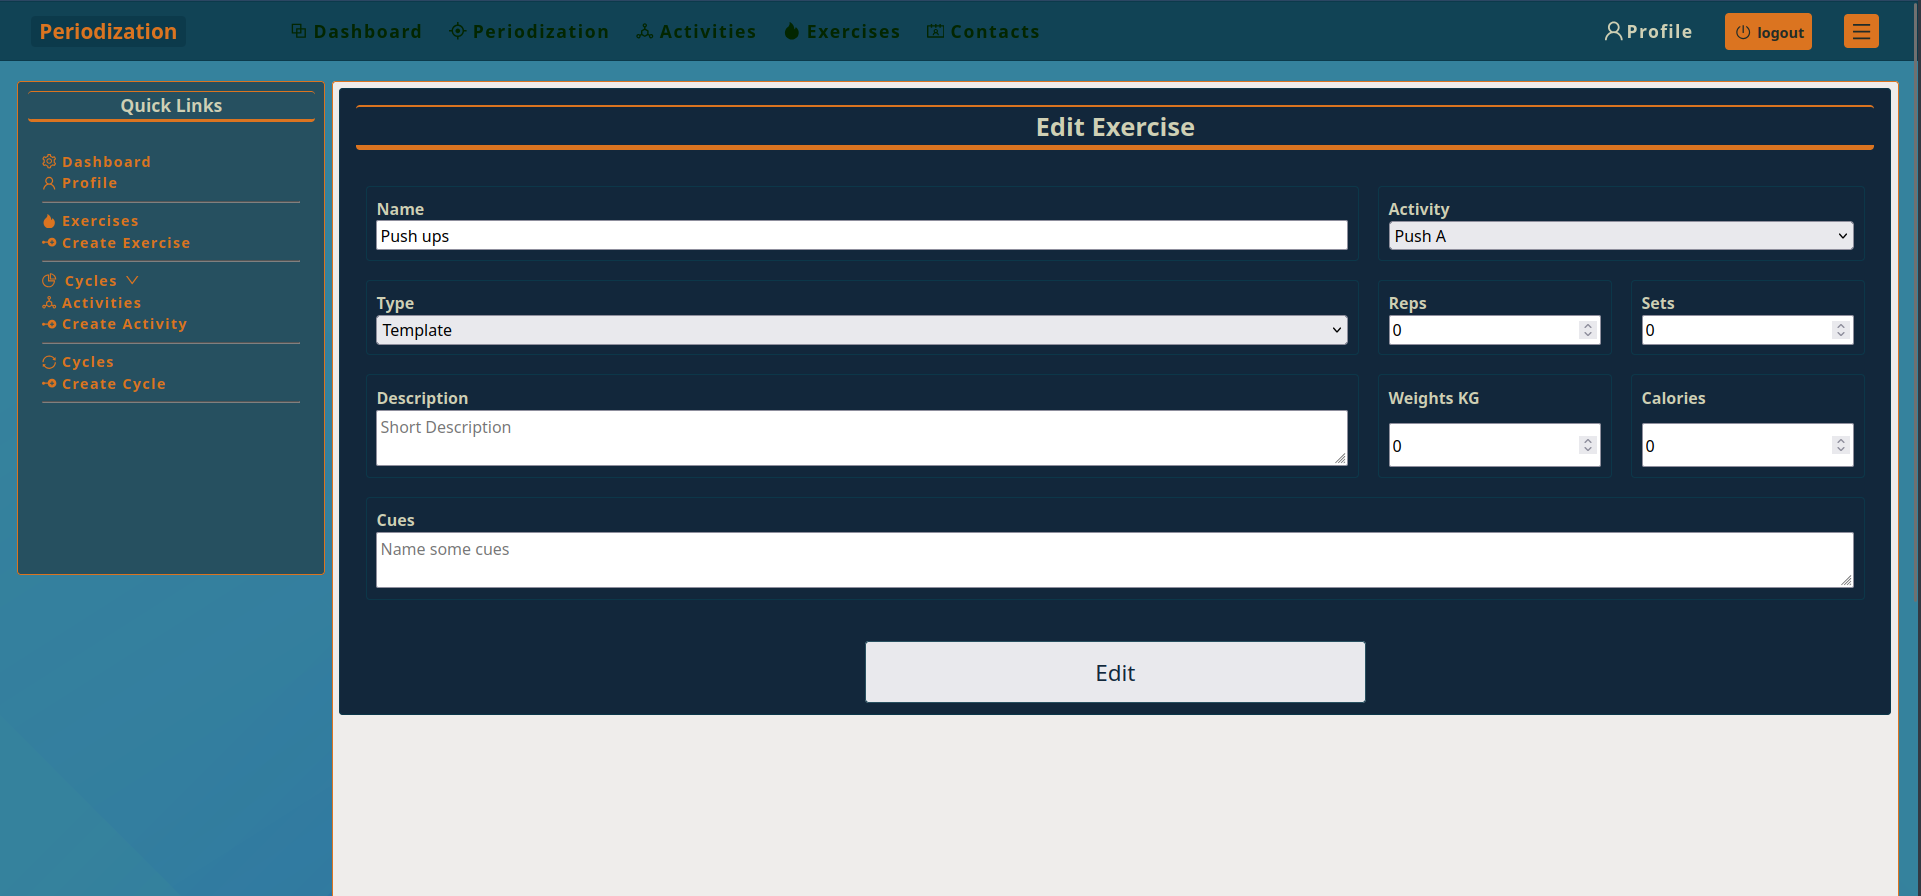 Periodization
Dashboard Periodization Activities Exercises Contacts
Profile
logout
Quick Links
Dashboard
Profile
Exercises
Create Exercise
Cycles
Activities
Create Activity
Cycles
Create Cycle
Edit Exercise
Name
Push ups
Activity
Push A
Type
Template
Reps
0
Sets
0
Description
Short Description
Weights KG
0
Calories
0
Cues
Name some cues
Edit